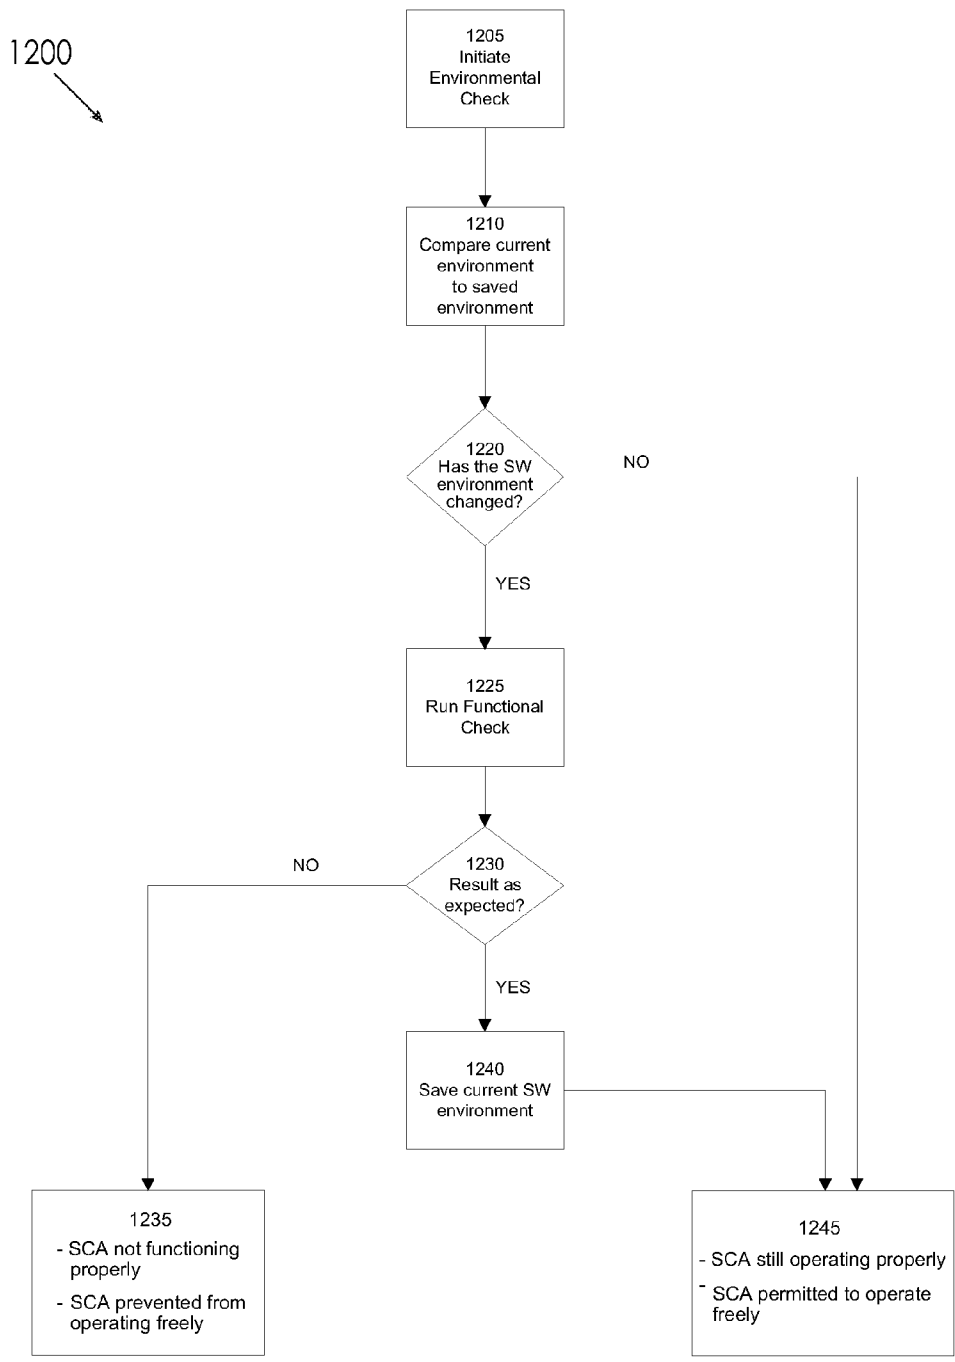 1200
1205
Initiate
Environmental
Check
1210
Compare current
environment
to saved
environment
1220
Has the SW
environment
changed?
NO
YES
1225
Run Functional
Check
1230
Result as
expected?
NO
YES
1240
Save current SW
environment
1235
- SCA not functioning
properly
- SCA prevented from
operating freely
1245
- SCA still operating properly
- SCA permitted to operate
freely